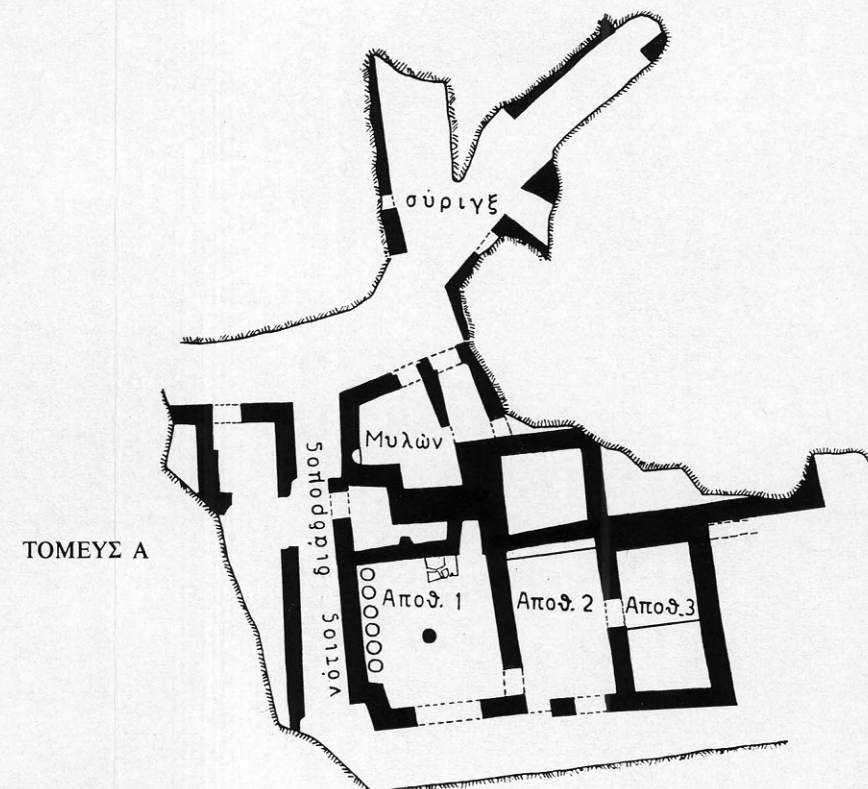 σύριγξ
Μυλών
νότιος διάδρομος
ΤΟΜΕΥΣ Α
Αποθ. 1
Αποθ. 2
Αποθ. 3